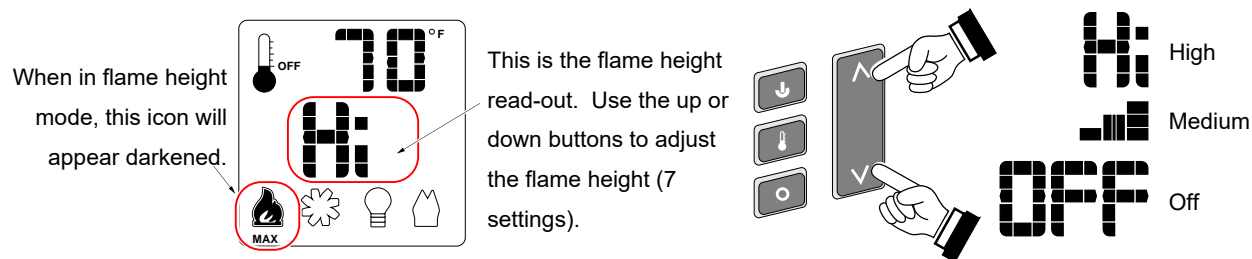 When in flame height
mode, this icon will
appear darkened.
OFF
70°F
Hi
MAX
This is the flame height
read-out. Use the up or
down buttons to adjust
the flame height (7
settings).
Hi
High
Medium
OFF
Off